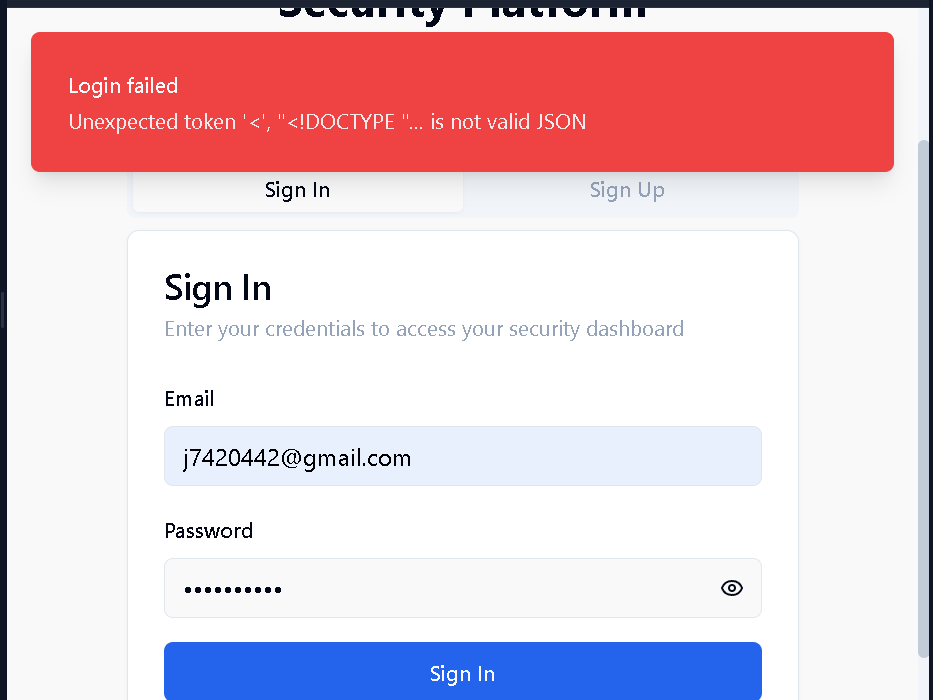 Security Platform
Login failed
Unexpected token '<', "<!DOCTYPE "... is not valid JSON
Sign In
Sign Up
Sign In
Enter your credentials to access your security dashboard
Email
j7420442@gmail.com
Password
Sign In